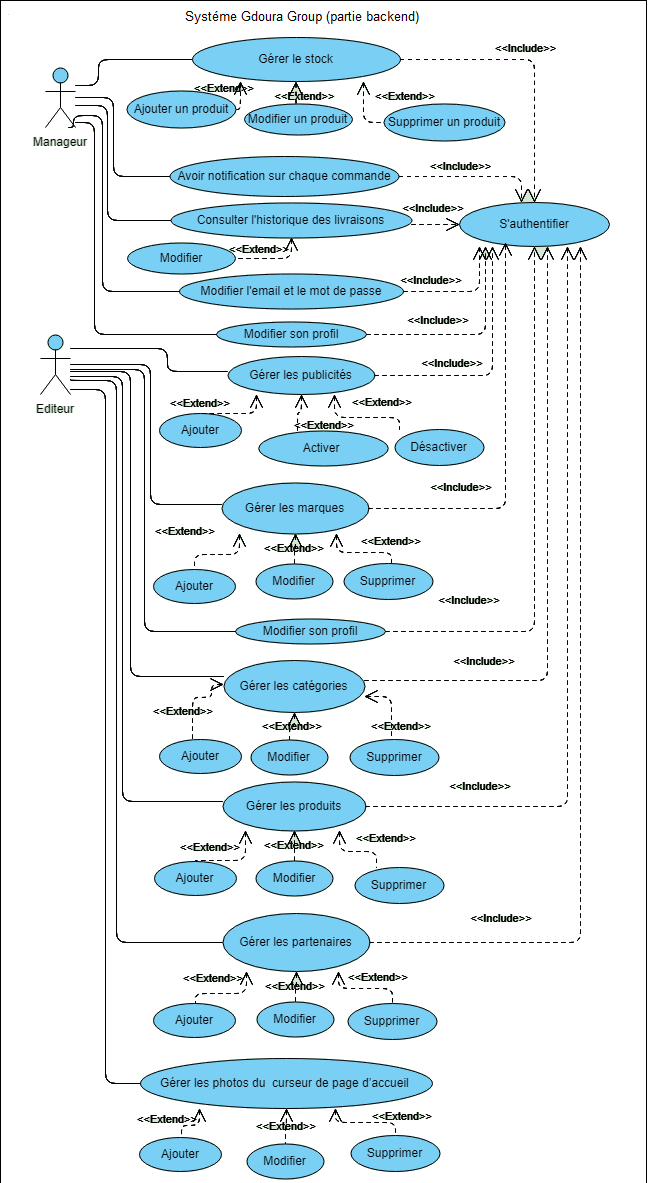 Systéme Gdoura Group (partie backend)
Gérer le stock
<<Include>>
<<Extend>>
<<Extend>>
<<Extend>>
Ajouter un produit
Modifier un produit
Supprimer un produit
Manageur
Avoir notification sur chaque commande
<<Include>>
Consulter l'historique des livraisons
<<Include>>
S'authentifier
Modifier
<<Extend>>
Modifier l'email et le mot de passe
<<Include>>
Modifier son profil
<<Include>>
Editeur
Gérer les publicités
<<Include>>
<<Extend>>
<<Extend>>
<<Extend>>
Ajouter
Activer
Désactiver
Gérer les marques
<<Include>>
<<Extend>>
<<Extend>>
<<Extend>>
Ajouter
Modifier
Supprimer
<<Include>>
Modifier son profil
Gérer les catégories
<<Include>>
<<Extend>>
<<Extend>>
<<Extend>>
Ajouter
Modifier
Supprimer
Gérer les produits
<<Include>>
<<Extend>>
<<Extend>>
<<Extend>>
Ajouter
Modifier
Supprimer
<<Include>>
Gérer les partenaires
<<Extend>>
<<Extend>>
<<Extend>>
Ajouter
Modifier
Supprimer
Gérer les photos du curseur de page d'accueil
<<Extend>>
<<Extend>>
<<Extend>>
Ajouter
Modifier
Supprimer